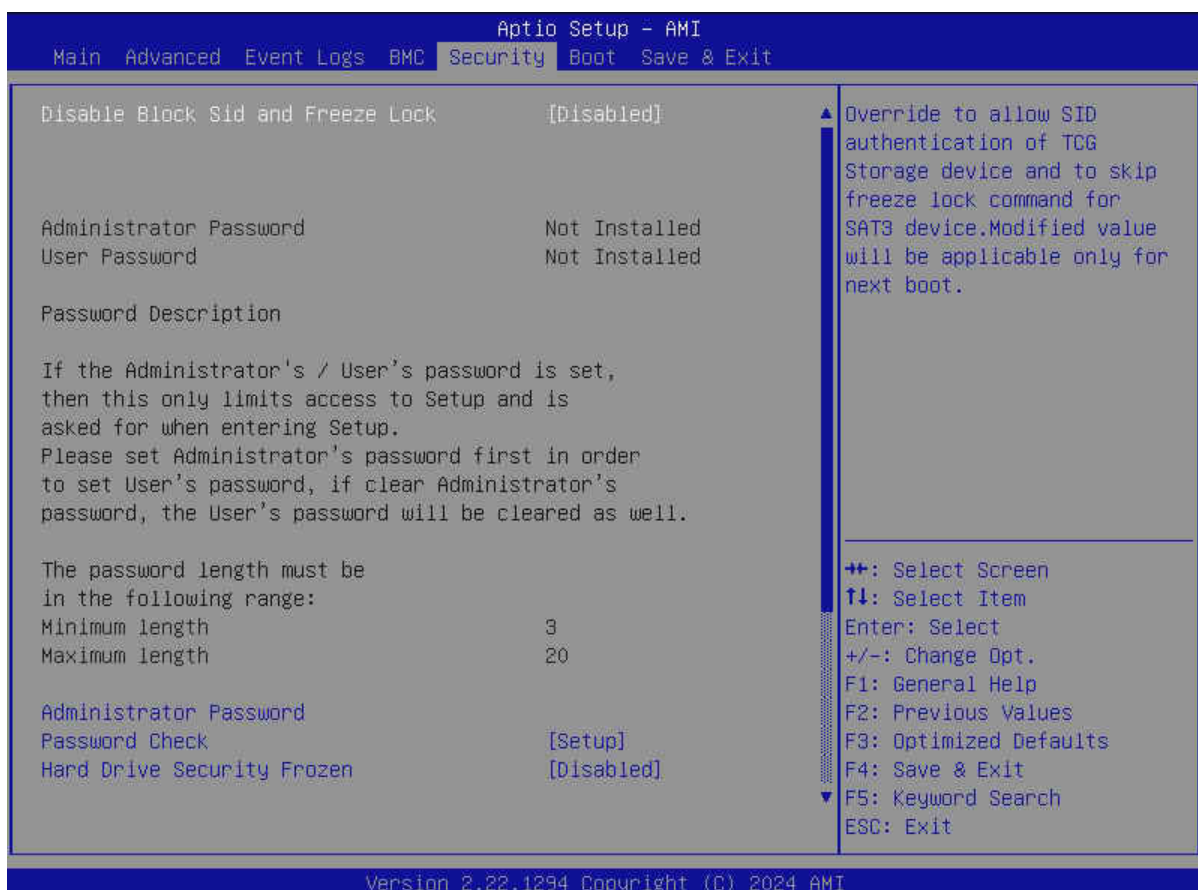 Aptio Setup – AMI
Main Advanced Event Logs BMC Security Boot Save & Exit
Disable Block Sid and Freeze Lock [Disabled]
Administrator Password Not Installed
User Password Not Installed
Password Description
If the Administrator's / User's password is set,
then this only limits access to Setup and is
asked for when entering Setup.
Please set Administrator's password first in order
to set User's password, if clear Administrator's
password, the User's password will be cleared as well.
The password length must be
in the following range:
Minimum length 3
Maximum length 20
Administrator Password
Password Check [Setup]
Hard Drive Security Frozen [Disabled]
Override to allow SID
authentication of TCG
Storage device and to skip
freeze lock command for
SAT3 device.Modified value
will be applicable only for
next boot.
→←: Select Screen
↑↓: Select Item
Enter: Select
+/-: Change Opt.
F1: General Help
F2: Previous Values
F3: Optimized Defaults
F4: Save & Exit
F5: Keyword Search
ESC: Exit
Version 2.22.1294 Copyright (C) 2024 AMI